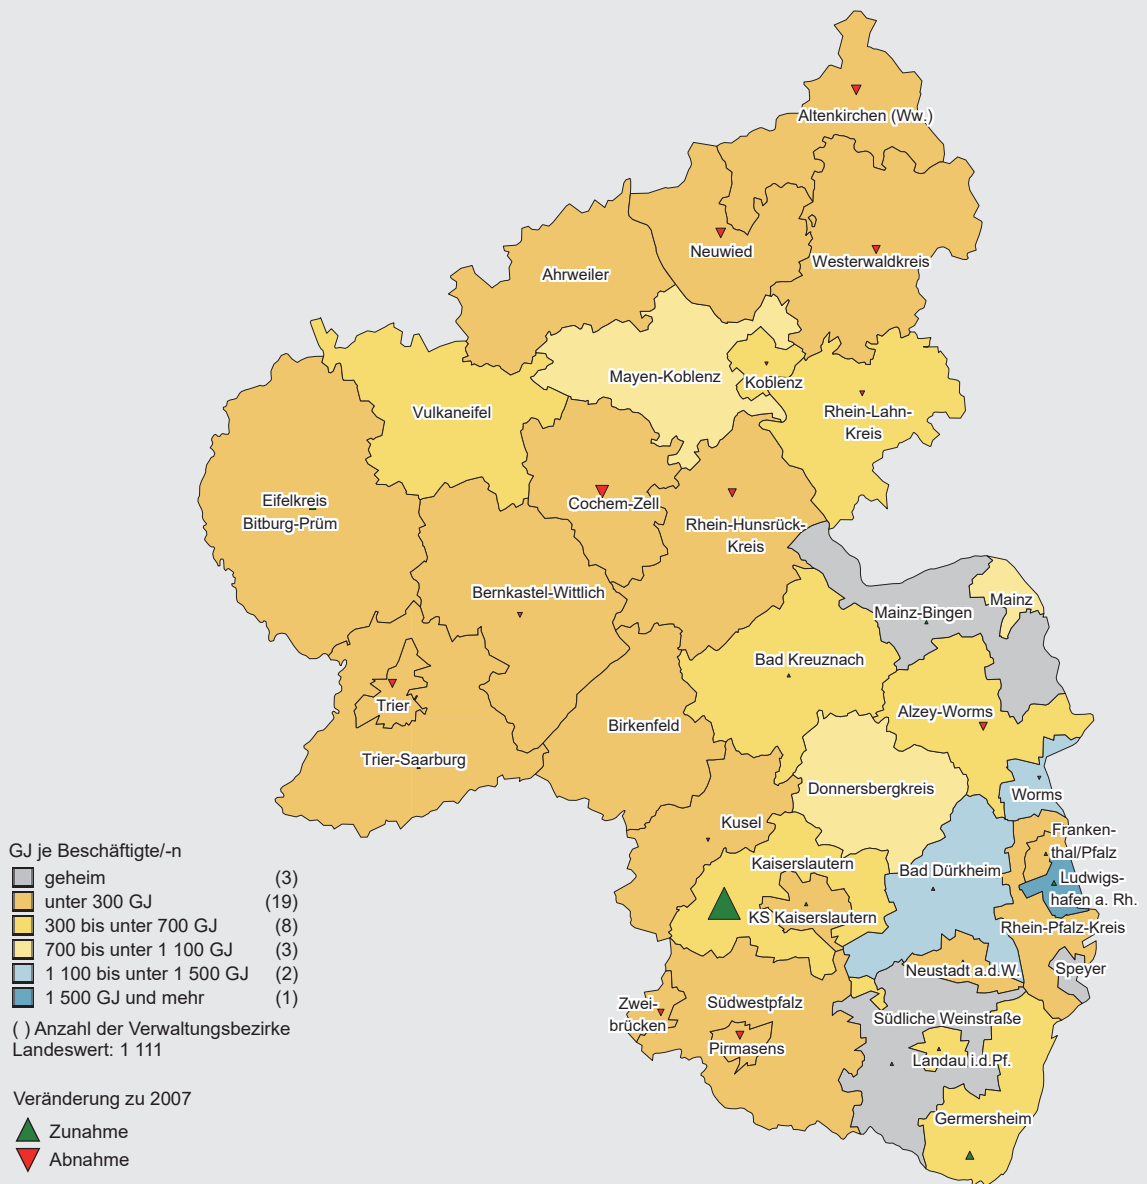 Altenkirchen (Ww.)
Neuwied
Westerwaldkreis
Ahrweiler
Mayen-Koblenz
Koblenz
Vulkaneifel
Rhein-Lahn-
Kreis
Eifelkreis
Bitburg-Prüm
Cochem-Zell
Rhein-Hunsrück-
Kreis
Bernkastel-Wittlich
Mainz
Mainz-Bingen
Bad Kreuznach
Trier
Alzey-Worms
Birkenfeld
Trier-Saarburg
Donnersbergkreis
Worms
Kusel
Franken-
thal/Pfalz
Kaiserslautern
Bad Dürkheim
Ludwigs-
hafen a. Rh.
KS Kaiserslautern
Rhein-Pfalz-Kreis
Neustadt a.d.W.
Speyer
Zwei-
brücken
Südwestpfalz
Südliche Weinstraße
Pirmasens
Landau i.d.Pf.
Germersheim
GJ je Beschäftigte/-n
geheim (3)
unter 300 GJ (19)
300 bis unter 700 GJ (8)
700 bis unter 1 100 GJ (3)
1 100 bis unter 1 500 GJ (2)
1 500 GJ und mehr (1)
( ) Anzahl der Verwaltungsbezirke
Landeswert: 1 111
Veränderung zu 2007
Zunahme
Abnahme